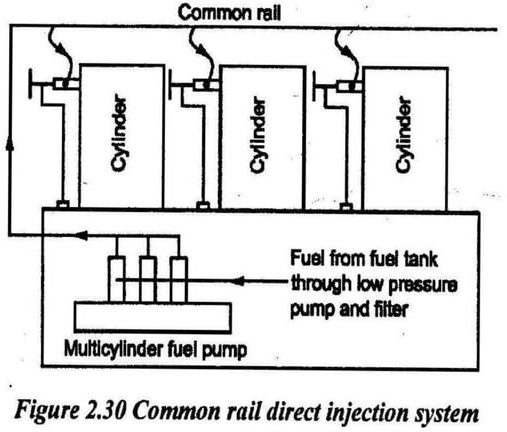 Common rail
Cylinder
Cylinder
Cylinder
Fuel from fuel tank
through low pressure
pump and filter
Multicylinder fuel pump
Figure 2.30 Common rail direct injection system